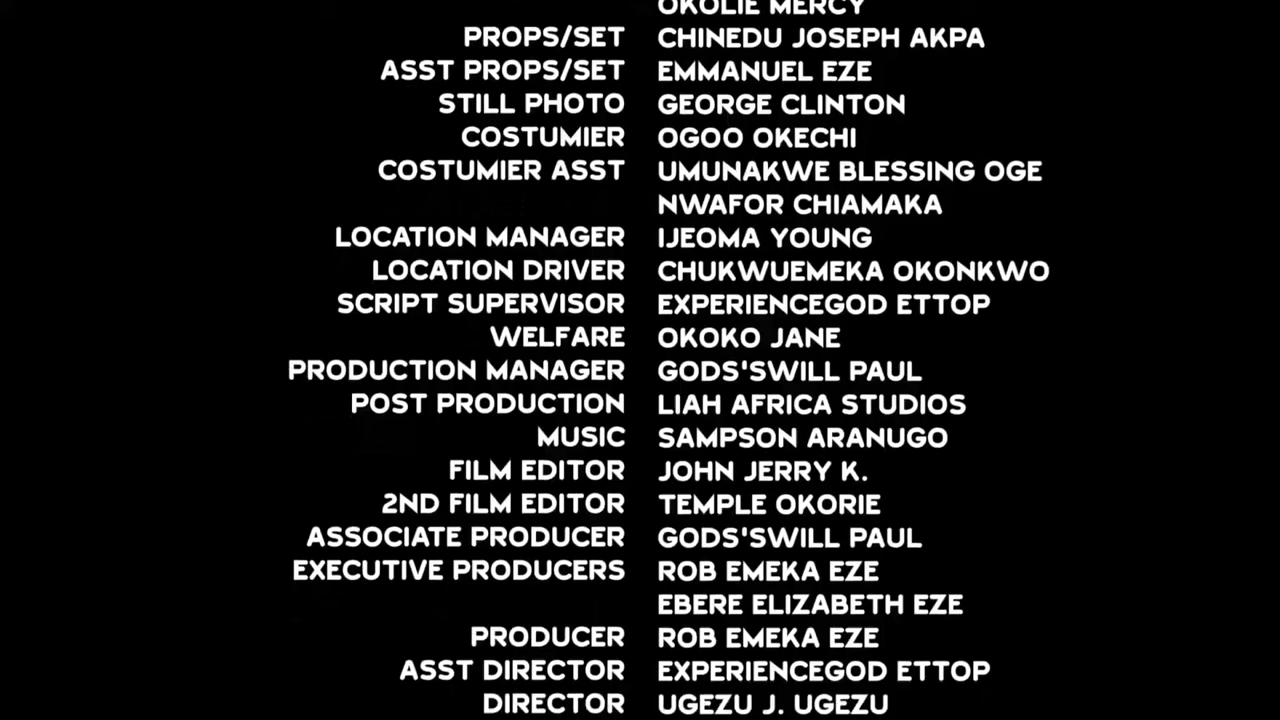 OKOLIE MERCY
PROPS/SET CHINEDU JOSEPH AKPA
ASST PROPS/SET EMMANUEL EZE
STILL PHOTO GEORGE CLINTON
COSTUMIER OGOO OKECHI
COSTUMIER ASST UMUNAKWE BLESSING OGE
NWAFOR CHIAMAKA
LOCATION MANAGER IJEOMA YOUNG
LOCATION DRIVER CHUKWUEMEKA OKONKWO
SCRIPT SUPERVISOR EXPERIENCEGOD ETTOP
WELFARE OKOKO JANE
PRODUCTION MANAGER GODS'SWILL PAUL
POST PRODUCTION LIAH AFRICA STUDIOS
MUSIC SAMPSON ARANUGO
FILM EDITOR JOHN JERRY K.
2ND FILM EDITOR TEMPLE OKORIE
ASSOCIATE PRODUCER GODS'SWILL PAUL
EXECUTIVE PRODUCERS ROB EMEKA EZE
EBERE ELIZABETH EZE
PRODUCER ROB EMEKA EZE
ASST DIRECTOR EXPERIENCEGOD ETTOP
DIRECTOR UGEZU J. UGEZU